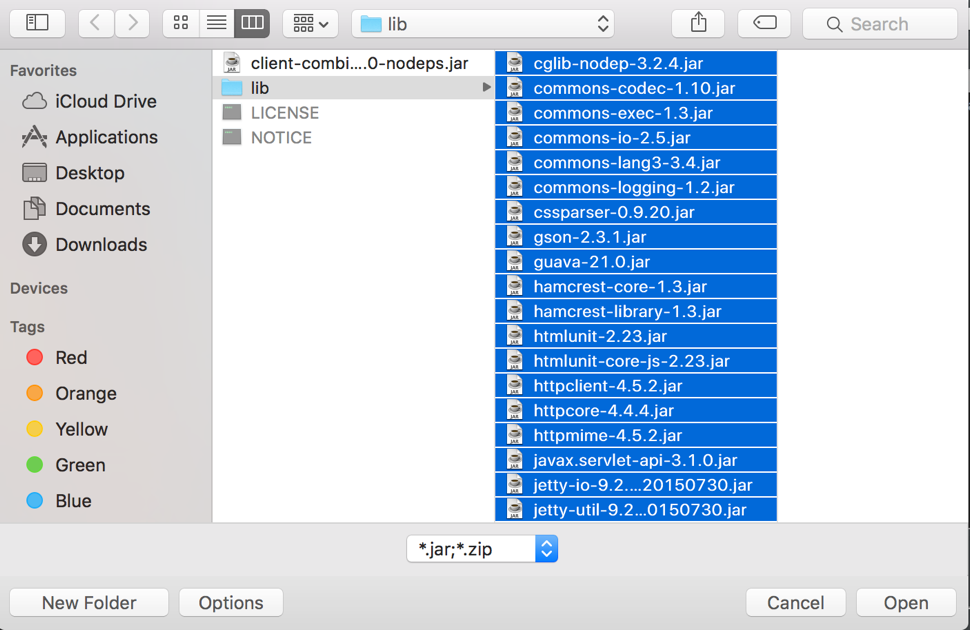 lib
Search
Favorites
iCloud Drive
Applications
Desktop
Documents
Downloads
Devices
Tags
Red
Orange
Yellow
Green
Blue
client-combi....0-nodeps.jar
lib
LICENSE
NOTICE
cglib-nodep-3.2.4.jar
commons-codec-1.10.jar
commons-exec-1.3.jar
commons-io-2.5.jar
commons-lang3-3.4.jar
commons-logging-1.2.jar
cssparser-0.9.20.jar
gson-2.3.1.jar
guava-21.0.jar
hamcrest-core-1.3.jar
hamcrest-library-1.3.jar
htmlunit-2.23.jar
htmlunit-core-js-2.23.jar
httpclient-4.5.2.jar
httpcore-4.4.4.jar
httpmime-4.5.2.jar
javax.servlet-api-3.1.0.jar
jetty-io-9.2....20150730.jar
jetty-util-9.2...0150730.jar
*.jar;*.zip
New Folder
Options
Cancel
Open